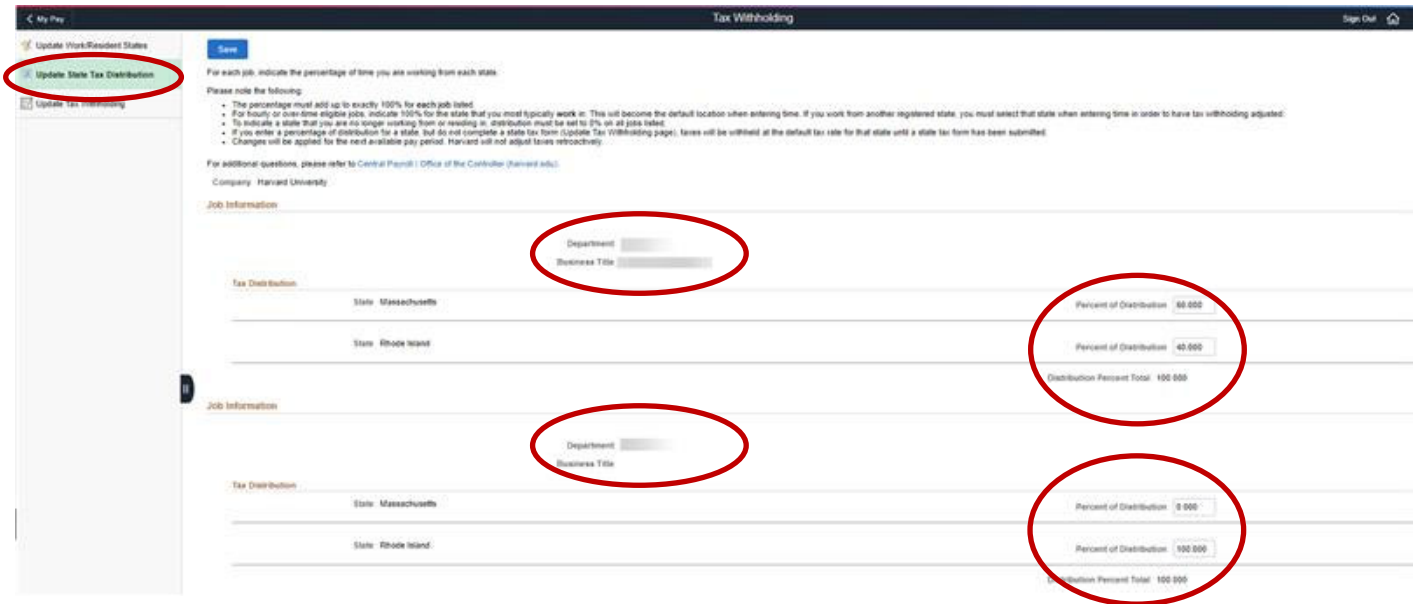 My Pay
Tax Withholding
Sign Out
Update Work/Resident States
Save
Update State Tax Distribution
For each job, indicate the percentage of time you are working from each state.
Please note the following:
Update Tax Withholding
The percentage must add up to exactly 100% for each job listed.
For hourly or over-time eligible jobs, indicate 100% for the state that you most typically work in. This will become the default location when entering time. If you work from another registered state, you must select that state when entering time in order to have tax withholding adjusted.
To indicate a state that you are no longer working from or residing in, distribution must be set to 0% on all jobs listed.
If you enter a percentage of distribution for a state, but do not complete a state tax form (Update Tax Withholding page), taxes will be withheld at the default tax rate for that state until a state tax form has been submitted.
Changes will be applied for the next available pay period. Harvard will not adjust taxes retroactively.
For additional questions, please refer to Central Payroll | Office of the Controller (harvard.edu).
Company Harvard University
Job Information
Department
Business Title
Tax Distribution
State Massachusetts Percent of Distribution 60.000
State Rhode Island Percent of Distribution 40.000
Distribution Percent Total 100.000
Job Information
Department
Business Title
Tax Distribution
State Massachusetts Percent of Distribution 0.000
State Rhode Island Percent of Distribution 100.000
Distribution Percent Total 100.000